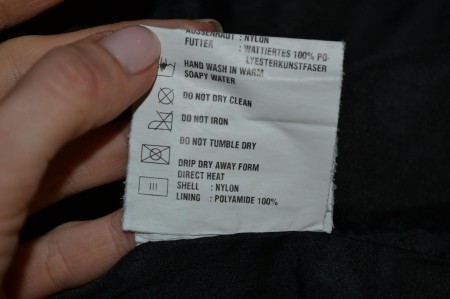 AUSSENHAUT : NYLON
FUTTER : WATTIERTES 100% PO-
LYESTERKUNSTFASER
HAND WASH IN WARM
SOAPY WATER
DO NOT DRY CLEAN
DO NOT IRON
DO NOT TUMBLE DRY
DRIP DRY AWAY FORM
DIRECT HEAT
SHELL : NYLON
LINING : POLYAMIDE 100%